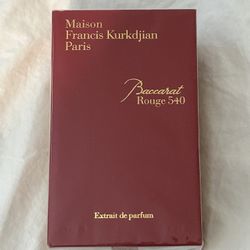 Maison
Francis Kurkdjian
Paris
Baccarat
Rouge 540
Extrait de parfum